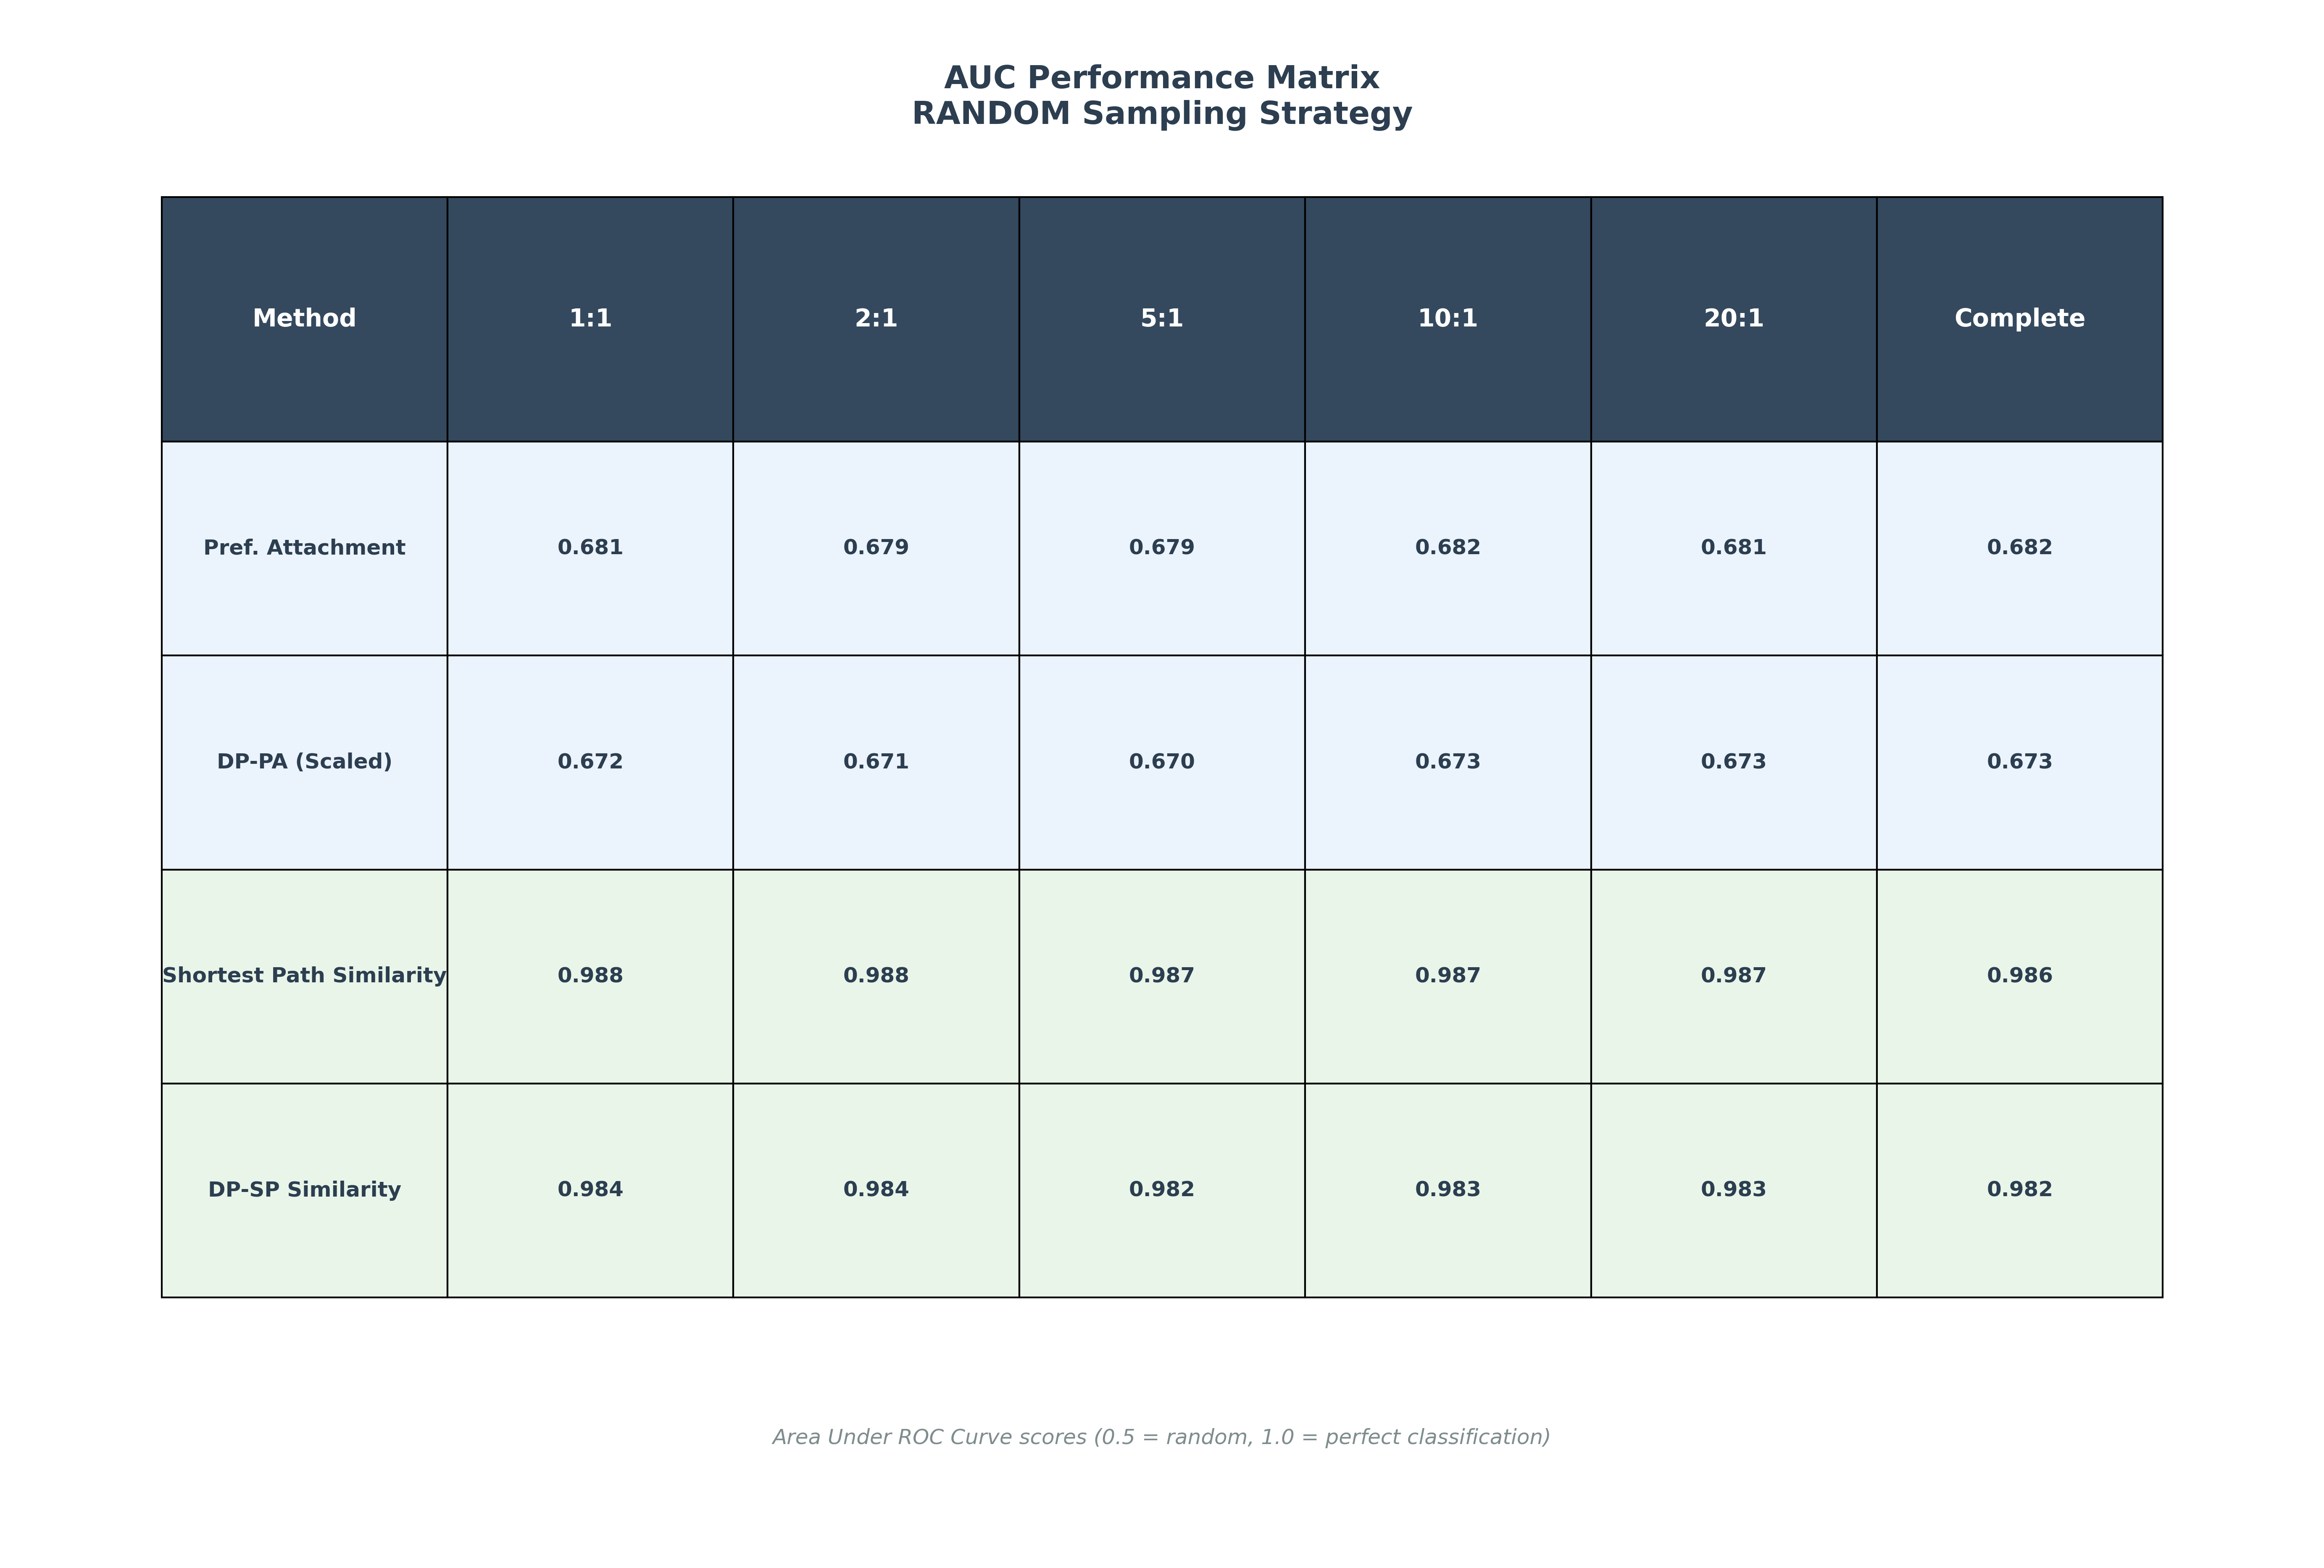 AUC Performance Matrix
RANDOM Sampling Strategy
Method 1:1 2:1 5:1 10:1 20:1 Complete
Pref. Attachment 0.681 0.679 0.679 0.682 0.681 0.682
DP-PA (Scaled) 0.672 0.671 0.670 0.673 0.673 0.673
Shortest Path Similarity 0.988 0.988 0.987 0.987 0.987 0.986
DP-SP Similarity 0.984 0.984 0.982 0.983 0.983 0.982
Area Under ROC Curve scores (0.5 = random, 1.0 = perfect classification)